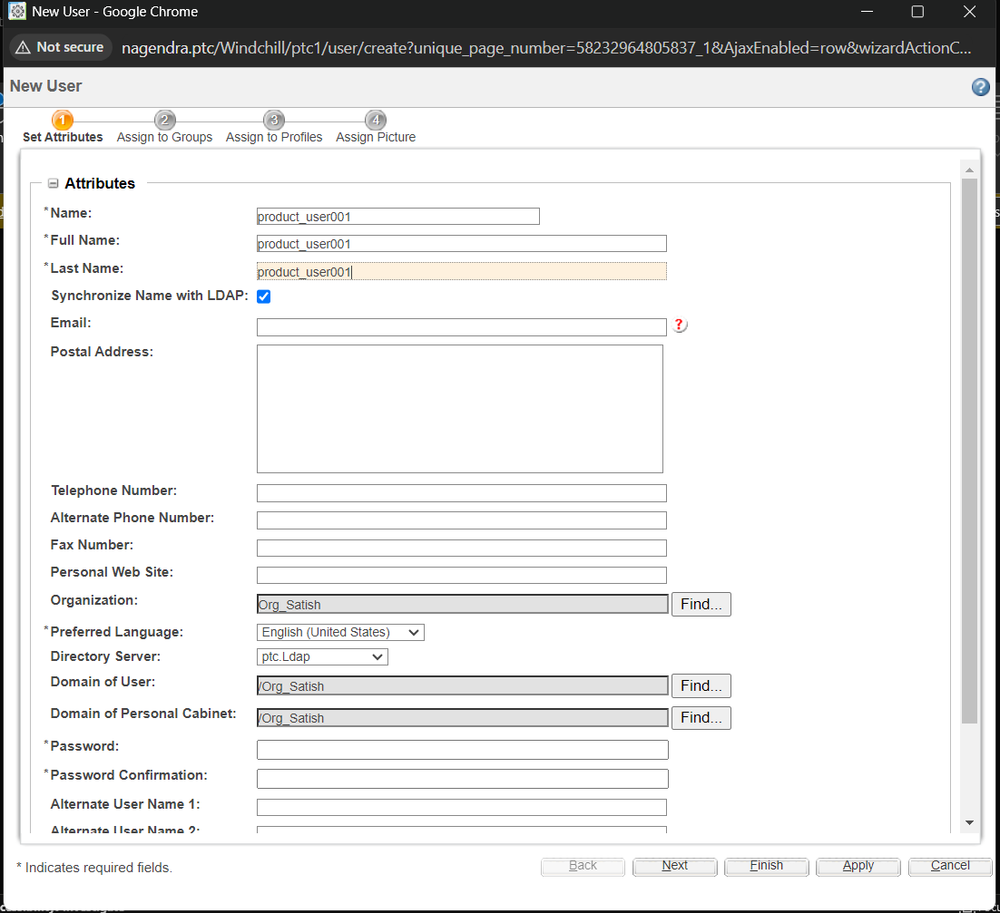 New User - Google Chrome
Not secure nagendra.ptc/Windchill/ptc1/user/create?unique_page_number=58232964805837_1&AjaxEnabled=row&wizardActionC...
New User ?
1 2 3 4
Set Attributes Assign to Groups Assign to Profiles Assign Picture
Attributes
*Name: product_user001
*Full Name: product_user001
*Last Name: product_user001
Synchronize Name with LDAP:
Email: ?
Postal Address:
Telephone Number:
Alternate Phone Number:
Fax Number:
Personal Web Site:
Organization: Org_Satish Find...
*Preferred Language: English (United States)
Directory Server: ptc.Ldap
Domain of User: /Org_Satish Find...
Domain of Personal Cabinet: /Org_Satish Find...
*Password:
*Password Confirmation:
Alternate User Name 1:
Alternate User Name 2:
* Indicates required fields. Back Next Finish Apply Cancel